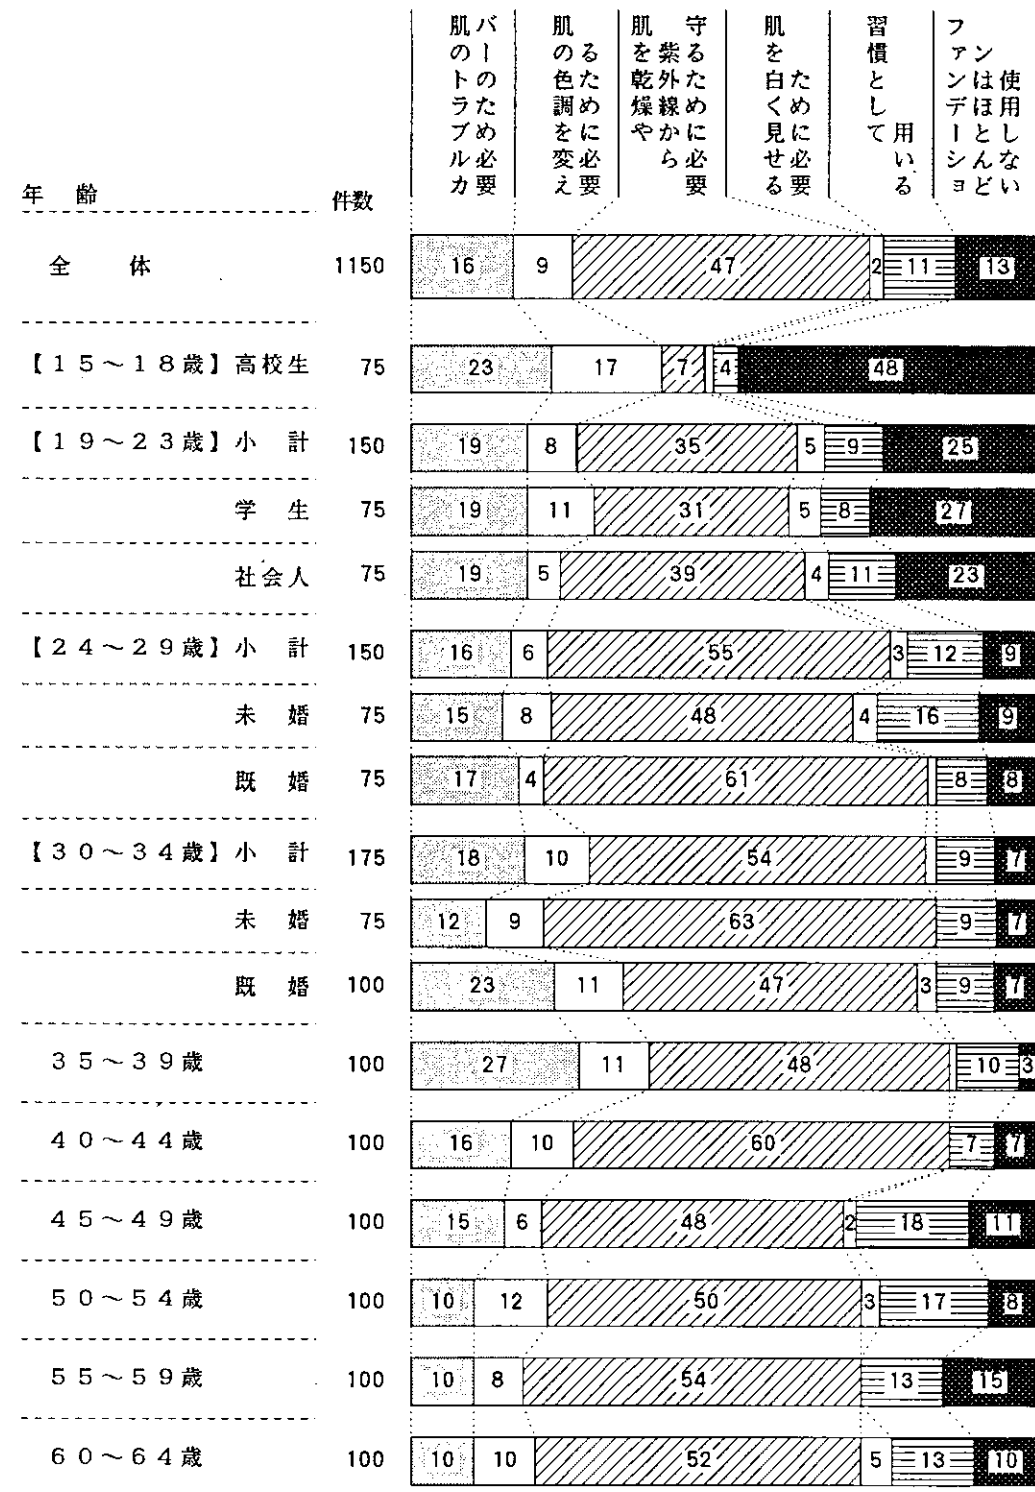 肌のトラブルカ
バーのため必要
肌の色調を変え
るために必要
肌を乾燥や
紫外線から
守るために必要
肌を白く見せる
ために必要
習慣として
用いる
ファンデーショ
ンはほとんど
使用しない
年 齢 件数
全 体 1150 16 9 47 2 11 13
【15～18歳】高校生 75 23 17 7 4 48
【19～23歳】小 計 150 19 8 35 5 9 25
学 生 75 19 11 31 5 8 27
社会人 75 19 5 39 4 11 23
【24～29歳】小 計 150 16 6 55 3 12 9
未 婚 75 15 8 48 4 16 9
既 婚 75 17 4 61 8 8
【30～34歳】小 計 175 18 10 54 9 7
未 婚 75 12 9 63 9 7
既 婚 100 23 11 47 3 9 7
35～39歳 100 27 11 48 10 3
40～44歳 100 16 10 60 7 7
45～49歳 100 15 6 48 2 18 11
50～54歳 100 10 12 50 3 17 8
55～59歳 100 10 8 54 13 15
60～64歳 100 10 10 52 5 13 10